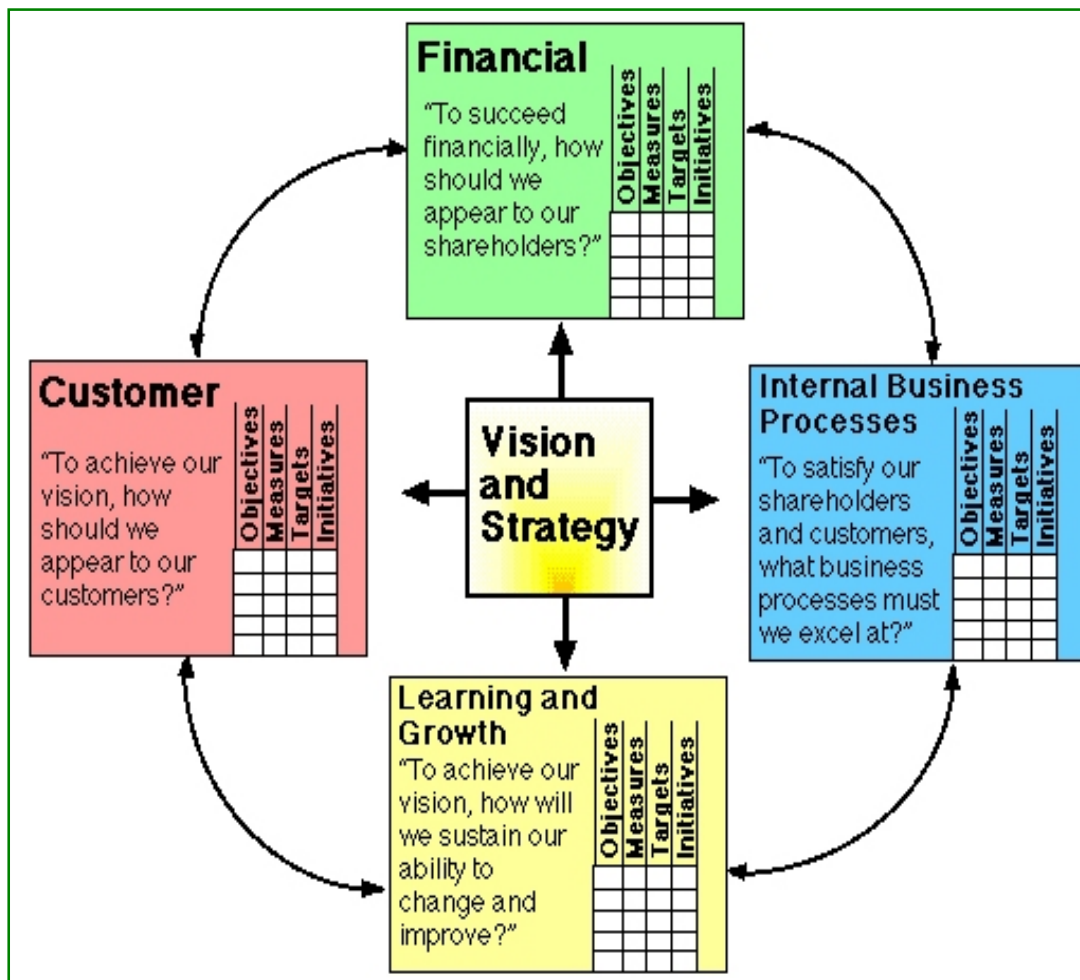 Financial
“To succeed
financially, how
should we
appear to our
shareholders?”
Objectives
Measures
Targets
Initiatives
Customer
“To achieve our
vision, how
should we
appear to our
customers?”
Objectives
Measures
Targets
Initiatives
Vision
and
Strategy
Internal Business
Processes
“To satisfy our
shareholders
and customers,
what business
processes must
we excel at?”
Objectives
Measures
Targets
Initiatives
Learning and
Growth
“To achieve our
vision, how will
we sustain our
ability to
change and
improve?”
Objectives
Measures
Targets
Initiatives